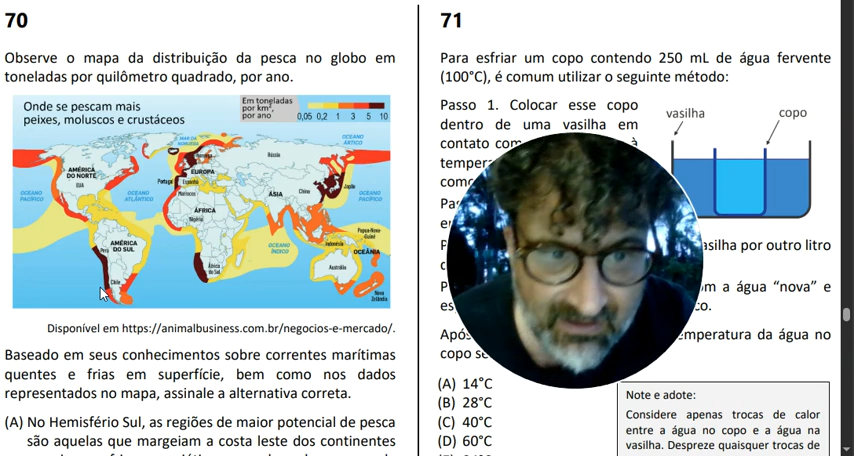 70
Observe o mapa da distribuição da pesca no globo em
toneladas por quilômetro quadrado, por ano.
Onde se pescam mais
peixes, moluscos e crustáceos
Em toneladas
por km²,
por ano
0,05 0,2 1 3 5 10
MAR DA
NORUEGA
OCEANO
ÁRTICO
Noruega
Rússia
AMÉRICA
DO NORTE
EUA
EUROPA
Portugal
Espanha
Marrocos
OCEANO
PACÍFICO
OCEANO
ATLÂNTICO
ÁSIA
China
Japão
OCEANO
PACÍFICO
ÁFRICA
Nigéria
AMÉRICA
DO SUL
Peru
Chile
África
do Sul
OCEANO
ÍNDICO
Indonésia
Papua-Nova
Guiné
OCEÂNIA
Austrália
Nova
Zelândia
Disponível em https://animalbusiness.com.br/negocios-e-mercado/.
Baseado em seus conhecimentos sobre correntes marítimas
quentes e frias em superfície, bem como nos dados
representados no mapa, assinale a alternativa correta.
(A) No Hemisfério Sul, as regiões de maior potencial de pesca
são aquelas que margeiam a costa leste dos continentes
71
Para esfriar um copo contendo 250 mL de água fervente
(100°C), é comum utilizar o seguinte método:
Passo 1. Colocar esse copo
dentro de uma vasilha em
contato com
à
vasilha
copo
por outro litro
a água “nova” e
Após
da água no
copo
(A) 14°C
(B) 28°C
(C) 40°C
(D) 60°C
Note e adote:
Considere apenas trocas de calor
entre a água no copo e a água na
vasilha. Despreze quaisquer trocas de